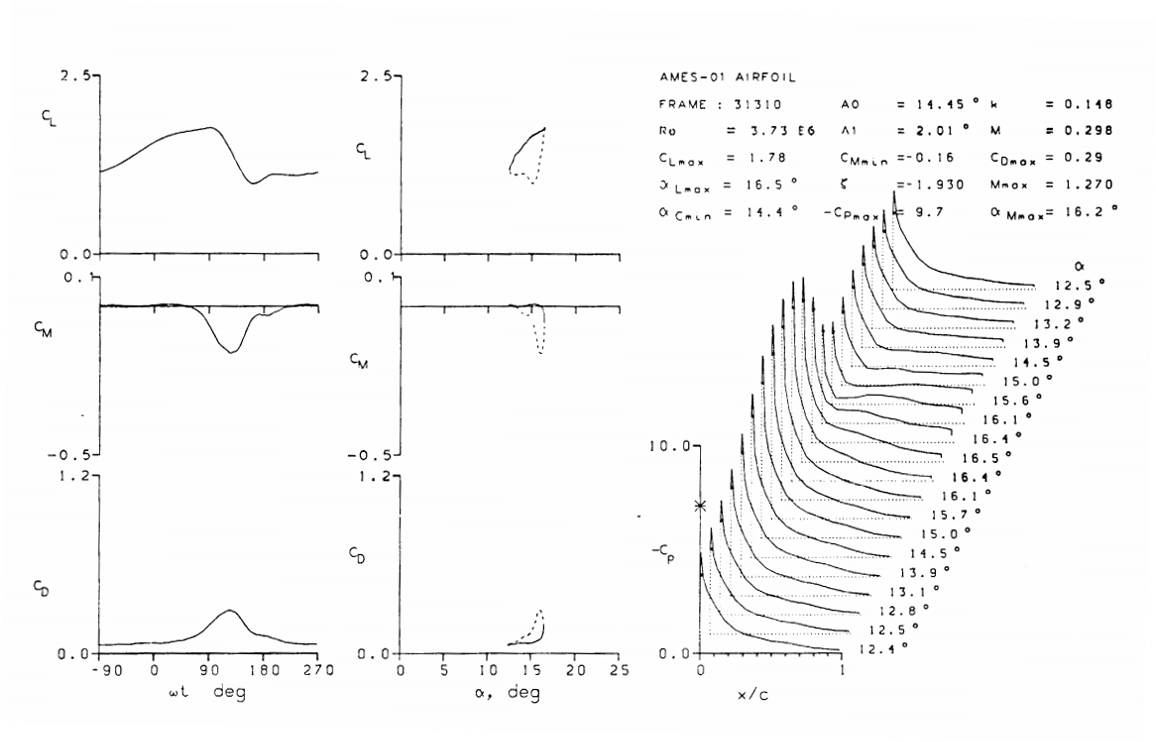 AMES-01 AIRFOIL
FRAME : 31310 A0 = 14.45 ° k = 0.148
Re = 3.73 E6 A1 = 2.01 ° M = 0.298
CLmax = 1.78 CMmin =-0.16 CDmax = 0.29
αLmax = 16.5 ° ζ =-1.930 Mmax = 1.270
αCmin = 14.4 ° -CPmax= 9.7 αMmax= 16.2 °
2.5
CL
0.0
2.5
CL
0.0
0.1
CM
-0.5
0.1
CM
-0.5
1.2
CD
0.0
-90 0 90 180 270
ωt deg
1.2
CD
0.0
0 5 10 15 20 25
α, deg
α
12.5 °
12.9 °
13.2 °
13.9 °
14.5 °
15.0 °
15.6 °
16.1 °
16.4 °
16.5 °
16.4 °
16.1 °
15.7 °
15.0 °
14.5 °
13.9 °
13.1 °
12.8 °
12.5 °
12.4 °
10.0
-Cp
0.0
0 1
x/c